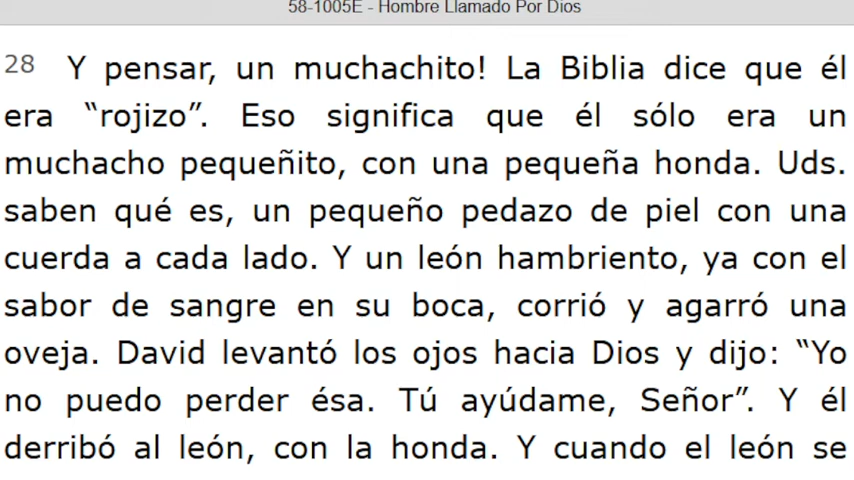 58-1005E - Hombre Llamado Por Dios
28 Y pensar, un muchachito! La Biblia dice que él
era “rojizo”. Eso significa que él sólo era un
muchacho pequeñito, con una pequeña honda. Uds.
saben qué es, un pequeño pedazo de piel con una
cuerda a cada lado. Y un león hambriento, ya con el
sabor de sangre en su boca, corrió y agarró una
oveja. David levantó los ojos hacia Dios y dijo: “Yo
no puedo perder ésa. Tú ayúdame, Señor”. Y él
derribó al león, con la honda. Y cuando el león se